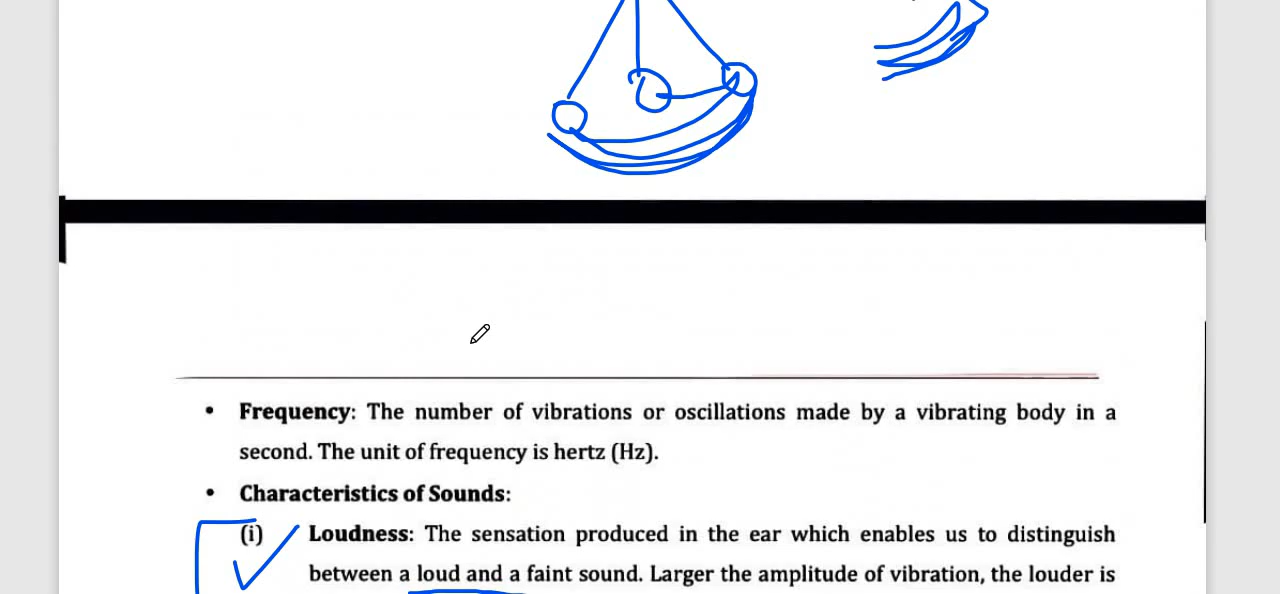 • Frequency: The number of vibrations or oscillations made by a vibrating body in a
second. The unit of frequency is hertz (Hz).
• Characteristics of Sounds:
(i) Loudness: The sensation produced in the ear which enables us to distinguish
between a loud and a faint sound. Larger the amplitude of vibration, the louder is